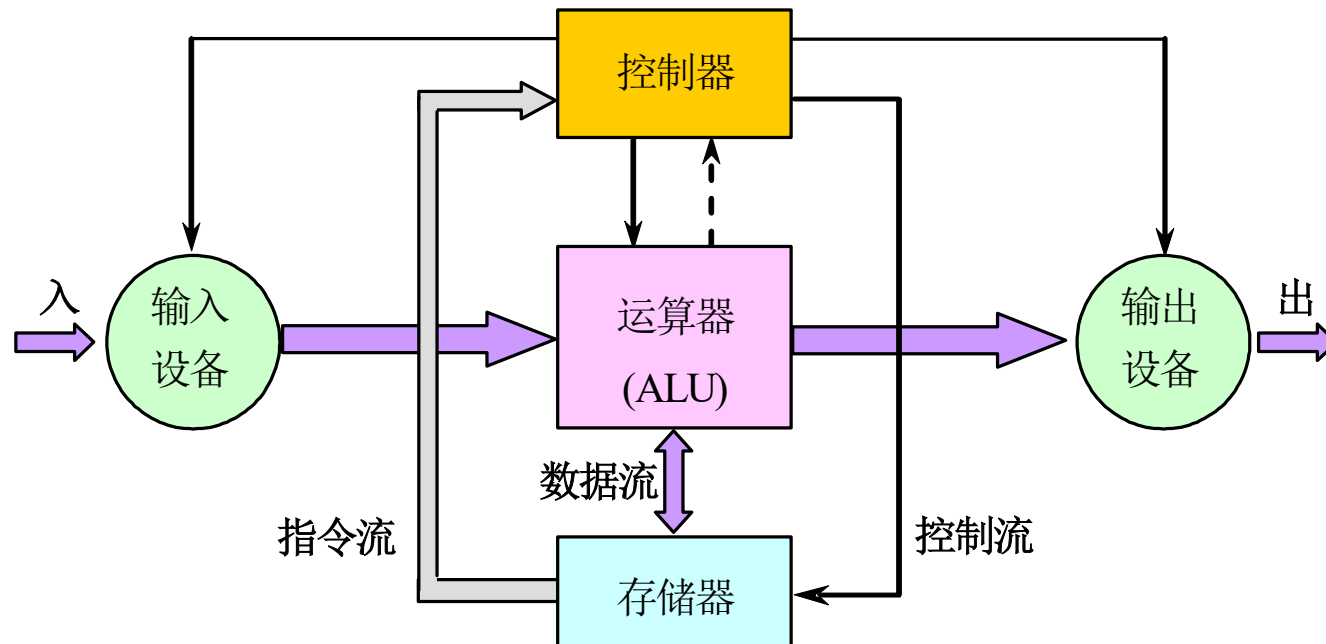 控制器
入
输入
设备
运算器
(ALU)
输出
设备
出
数据流
指令流
控制流
存储器